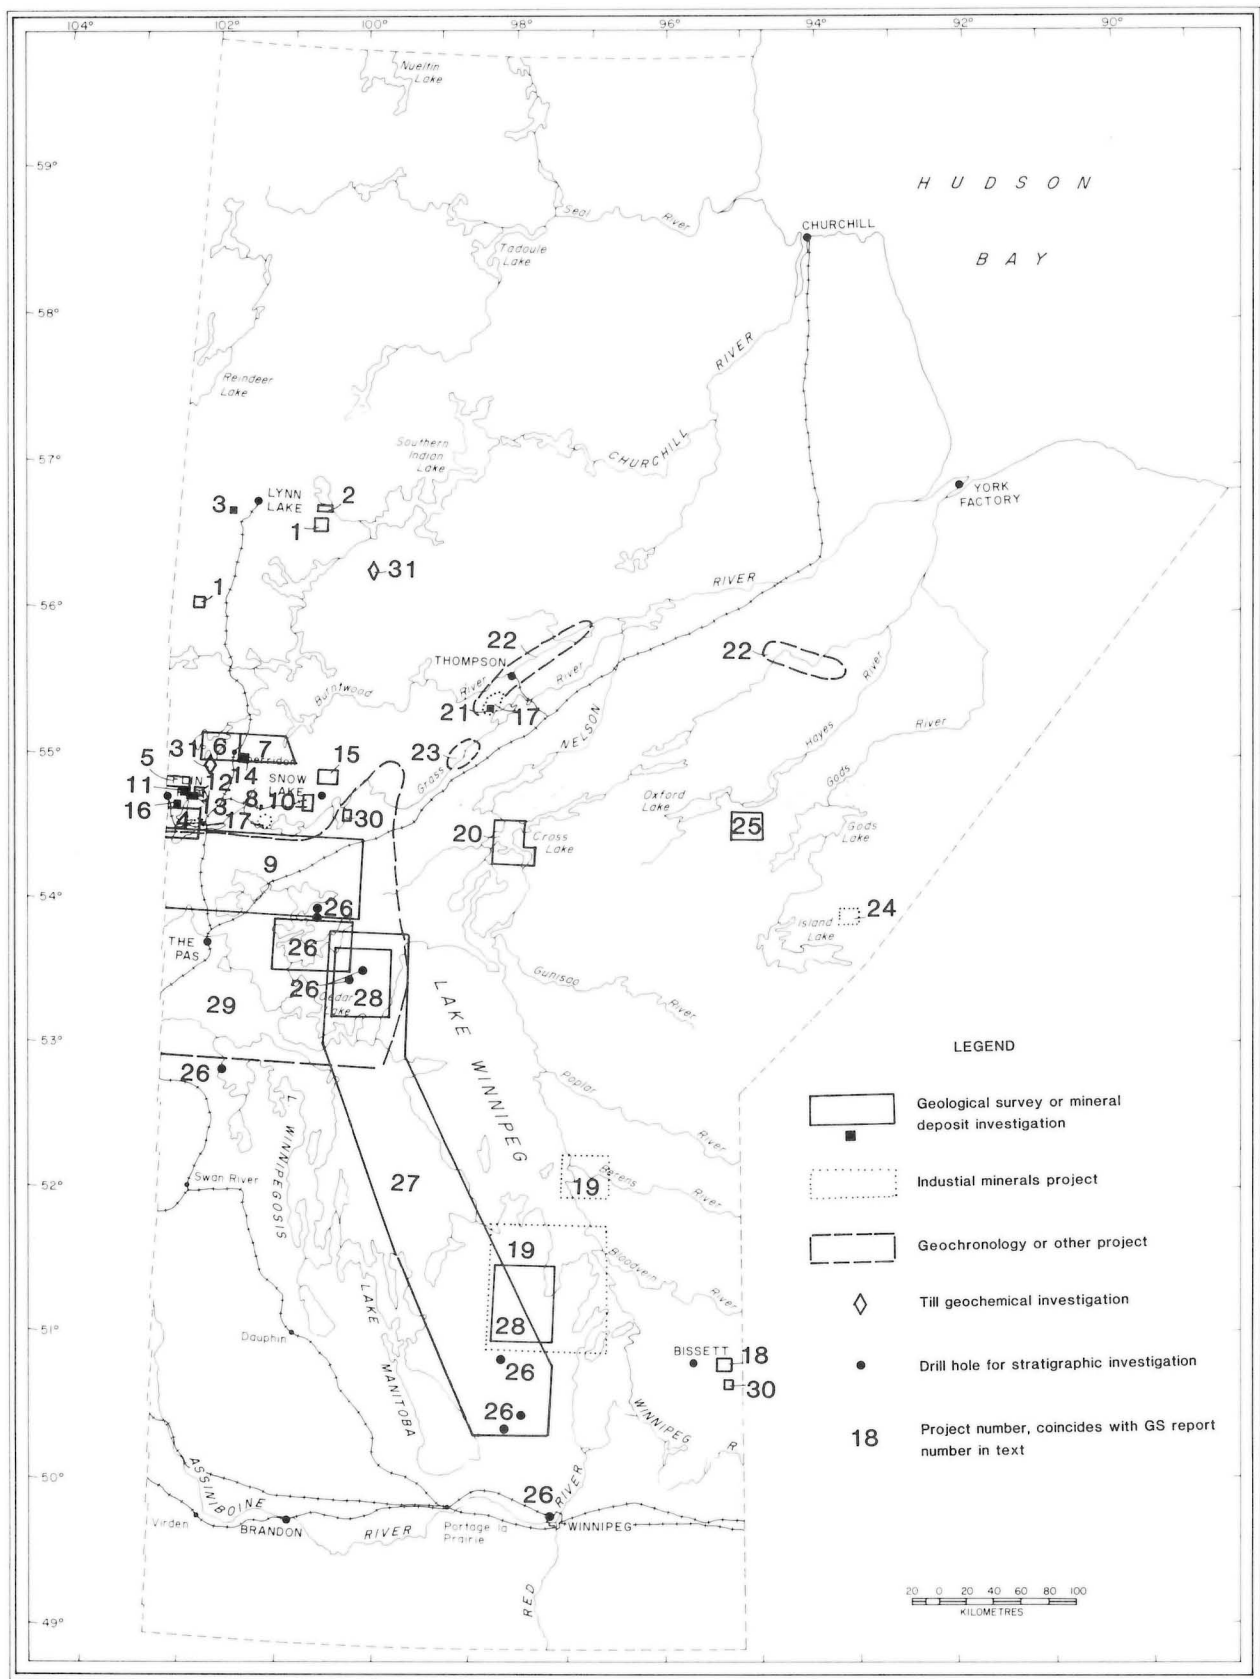 104° 102° 100° 98° 96° 94° 92° 90°
Nueltin
Lake
59°
HUDSON
BAY
Seal River
CHURCHILL
Tadoule
Lake
58°
RIVER
Reindeer
Lake
Southern
Indian
Lake
57°
CHURCHILL
YORK
FACTORY
3
LYNN
LAKE
2
1
31
RIVER
1
56°
22
THOMPSON
22
Burntwood River
River
River
21
17
NELSON
Hayes
River
55°
31
6
7
23
5
11
12
14
SNOW
LAKE
15
Grass
Gods
16
13
8,10
30
4
17
Oxford
Lake
25
Gods
Lake
20
Cross
Lake
9
54°
26
24
Island
Lake
THE
PAS
26
26
28
Cedar
Lake
Gunisao
River
29
LAKE WINNIPEG
53°
26
LEGEND
Geological survey or mineral
deposit investigation
Poplar
River
L WINNIPEGOSIS
Swan River
52°
27
19
Berens
River
Industial minerals project
19
Bloodvein
River
Geochronology or other project
28
LAKE MANITOBA
Till geochemical investigation
51°
Dauphin
BISSETT
18
30
26
Drill hole for stratigraphic investigation
26
WINNIPEG R
18
Project number, coincides with GS report
number in text
50°
ASSINIBOINE
26
RIVER
Virden
BRANDON
RIVER
Portage la
Prairie
WINNIPEG
RED
20 0 20 40 60 80 100
KILOMETRES
49°